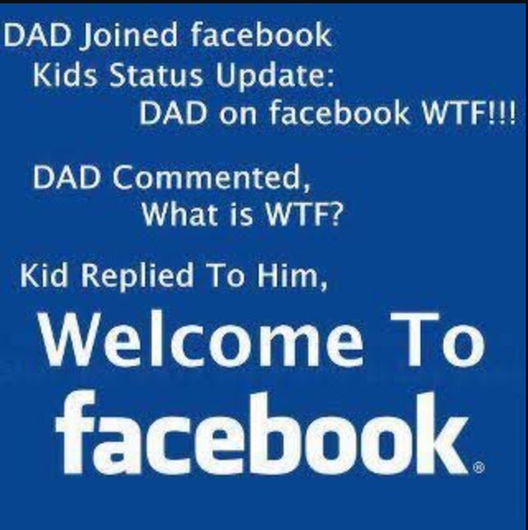 DAD Joined facebook
Kids Status Update:
DAD on facebook WTF!!!
DAD Commented,
What is WTF?
Kid Replied To Him,
Welcome To
facebook®